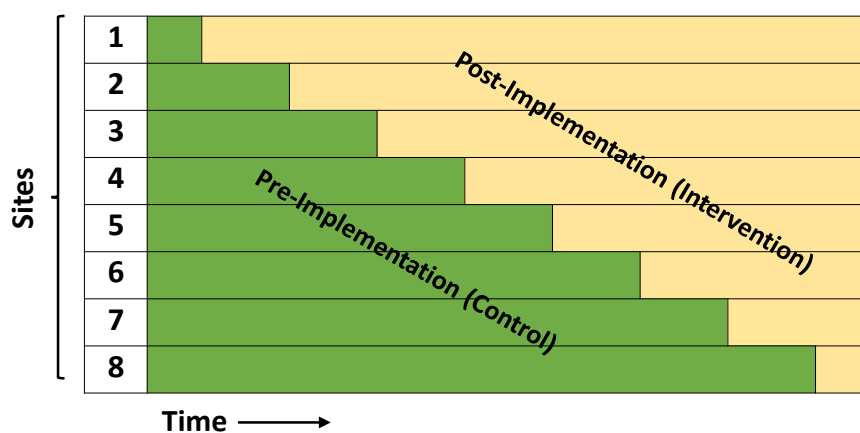 Sites
1
2
3
4
5
6
7
8
Post-Implementation (Intervention)
Pre-Implementation (Control)
Time